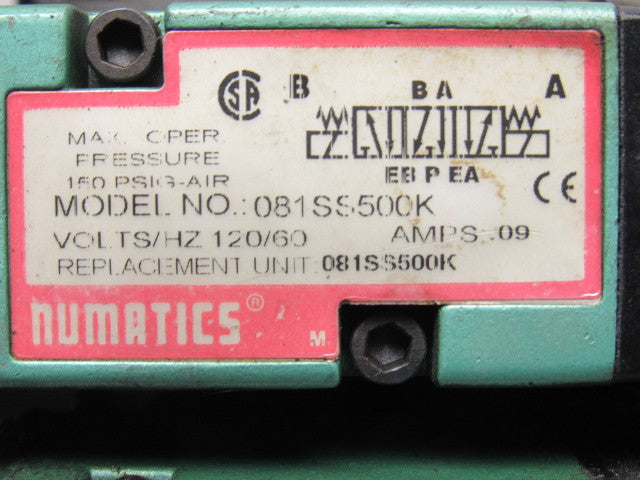 SA
B B A A
MAX. OPER.
PRESSURE
150 PSIG-AIR
EB P EA
CE
MODEL NO.: 081SS500K
VOLTS/HZ 120/60 AMPS .09
REPLACEMENT UNIT: 081SS500K
NUMATICS®
M